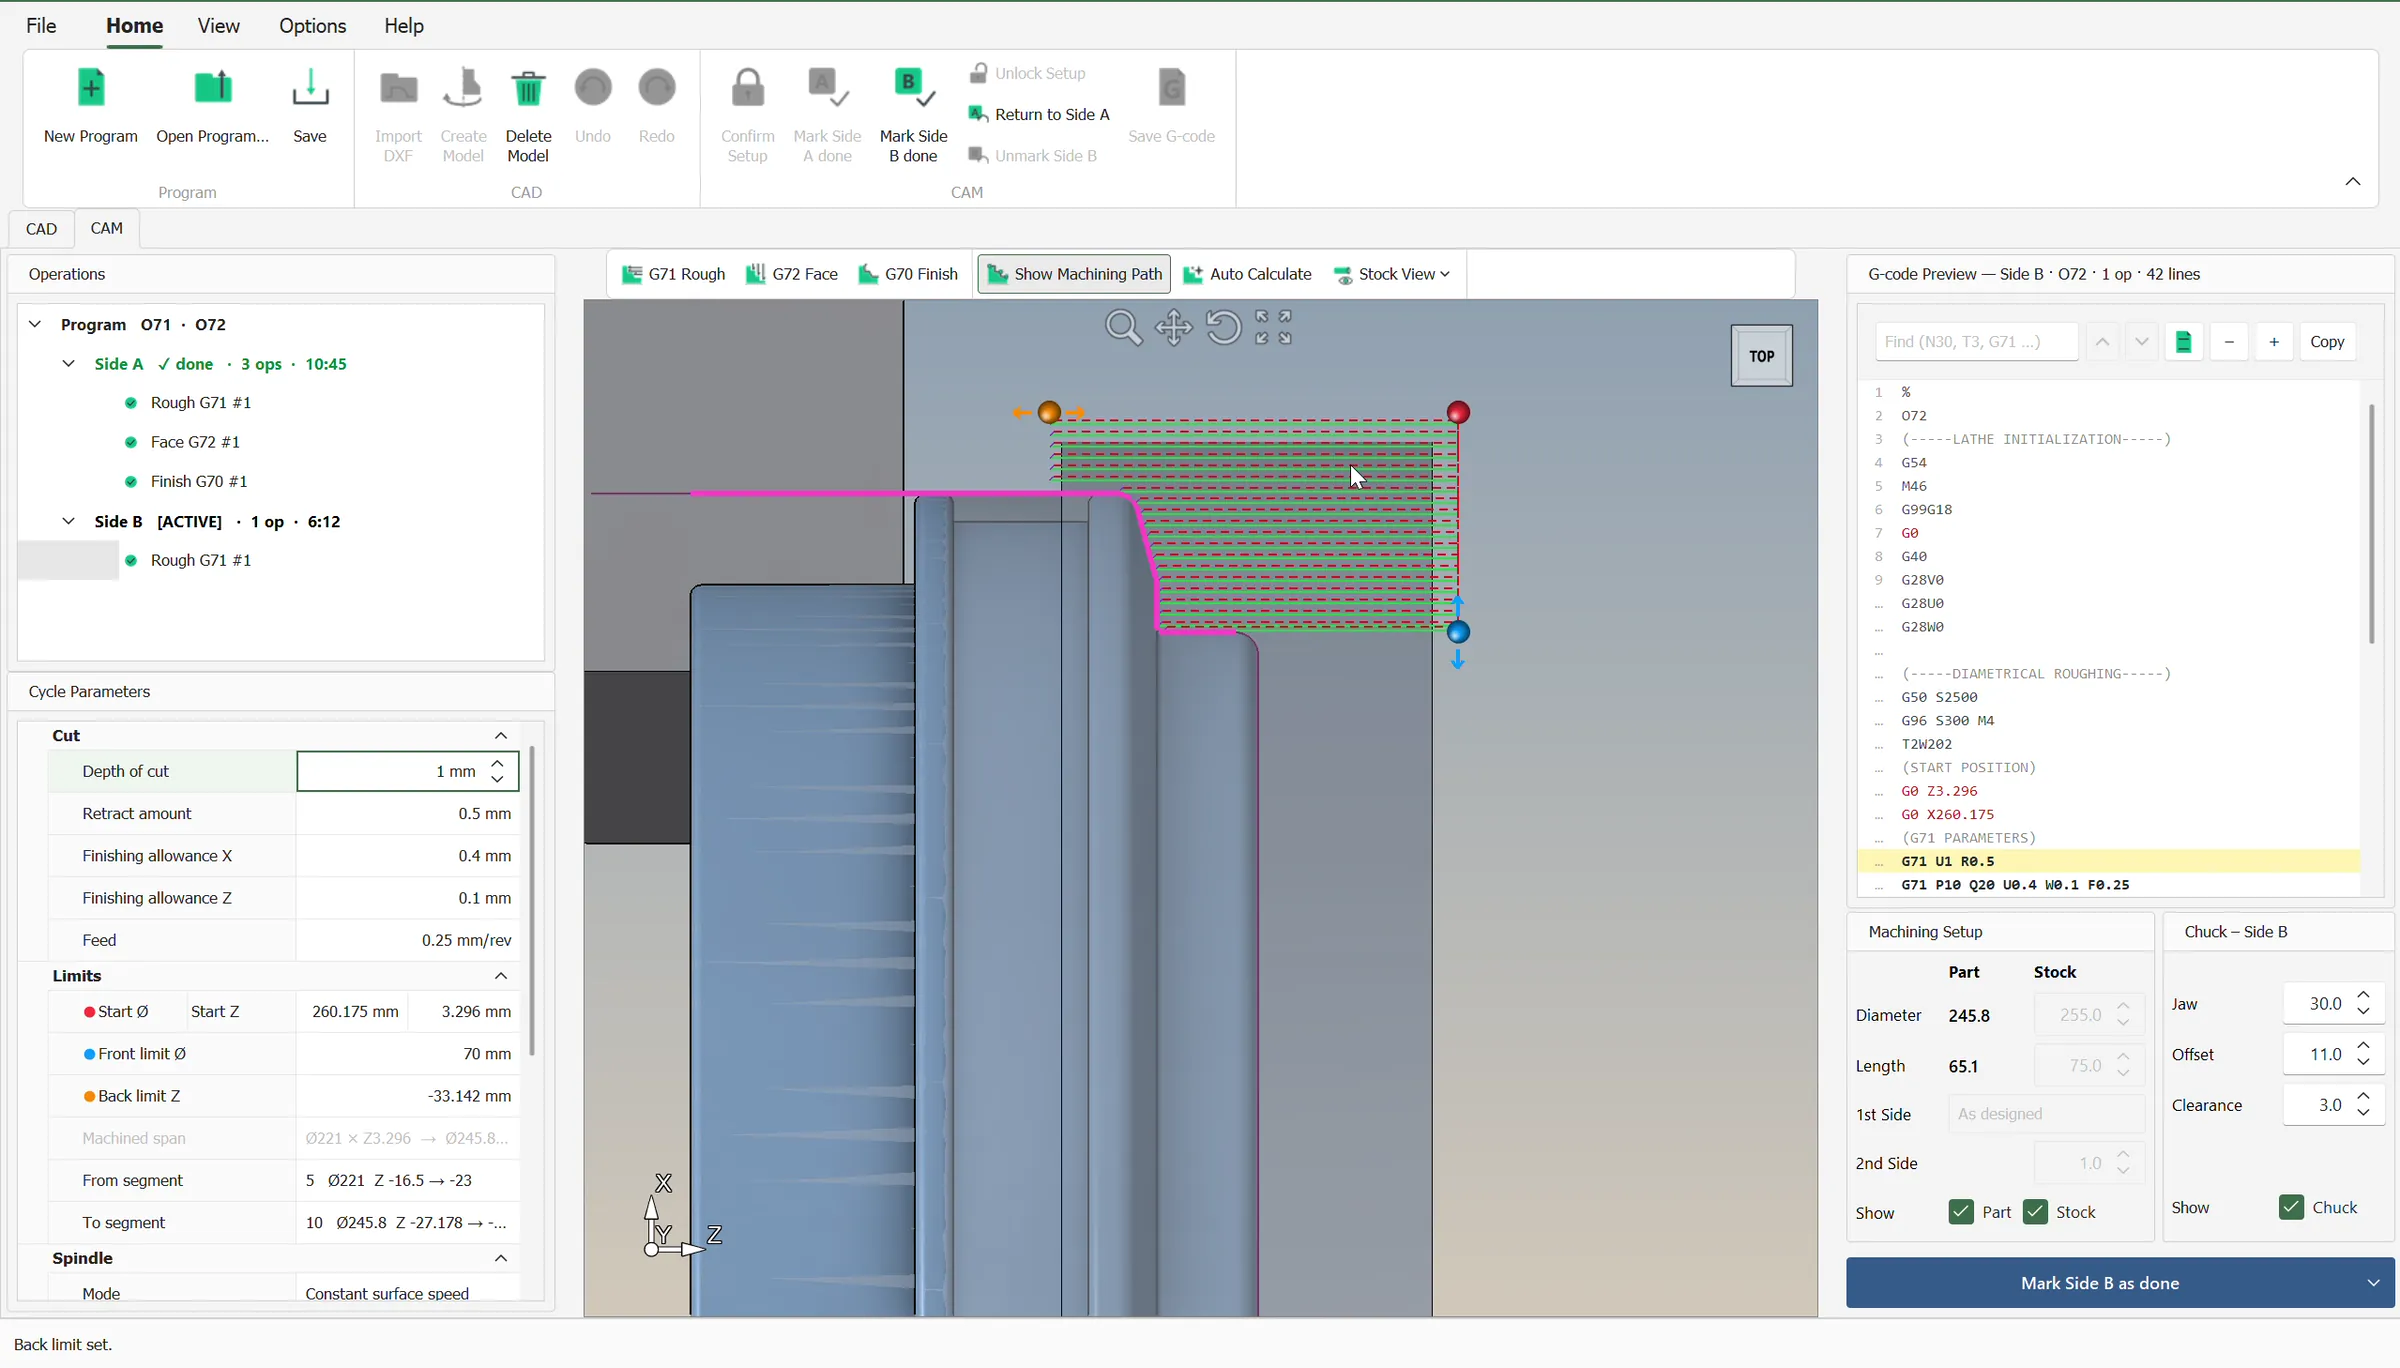 File Home View Options Help
New Program Open Program... Save
Import DXF Create Model Delete Model Undo Redo
Confirm Setup Mark Side A done Mark Side B done
Unlock Setup
Return to Side A
Unmark Side B
Save G-code
Program CAD CAM
CAD CAM
Operations
Program O71 · O72
Side A ✓ done · 3 ops · 10:45
Rough G71 #1
Face G72 #1
Finish G70 #1
Side B [ACTIVE] · 1 op · 6:12
Rough G71 #1
Cycle Parameters
Cut
Depth of cut 1 mm
Retract amount 0.5 mm
Finishing allowance X 0.4 mm
Finishing allowance Z 0.1 mm
Feed 0.25 mm/rev
Limits
Start Ø Start Z 260.175 mm 3.296 mm
Front limit Ø 70 mm
Back limit Z -33.142 mm
Machined span Ø221 × Z3.296 → Ø245.8...
From segment 5 Ø221 Z -16.5 → -23
To segment 10 Ø245.8 Z -27.178 → -...
Spindle
Mode Constant surface speed
Back limit set.
G71 Rough G72 Face G70 Finish Show Machining Path Auto Calculate Stock View
TOP
X
Y Z
G-code Preview — Side B · O72 · 1 op · 42 lines
Find (N30, T3, G71 ...) − + Copy
1 %
2 O72
3 (-----LATHE INITIALIZATION-----)
4 G54
5 M46
6 G99G18
7 G0
8 G40
9 G28V0
... G28U0
... G28W0
...
... (-----DIAMETRICAL ROUGHING-----)
... G50 S2500
... G96 S300 M4
... T2W202
... (START POSITION)
... G0 Z3.296
... G0 X260.175
... (G71 PARAMETERS)
... G71 U1 R0.5
... G71 P10 Q20 U0.4 W0.1 F0.25
Machining Setup
Part Stock
Diameter 245.8 255.0
Length 65.1 75.0
1st Side As designed
2nd Side 1.0
Show Part Stock
Chuck – Side B
Jaw 30.0
Offset 11.0
Clearance 3.0
Show Chuck
Mark Side B as done